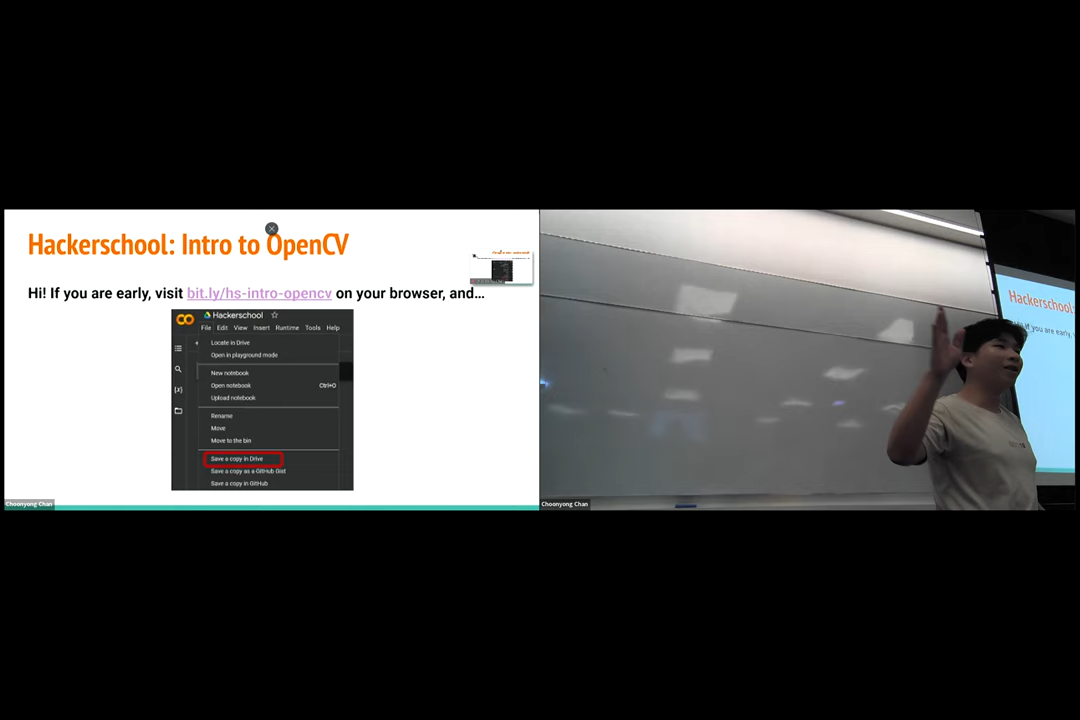 Hackerschool: Intro to OpenCV
Hi! If you are early, visit bit.ly/hs-intro-opencv on your browser, and...
Hackerschool
File Edit View Insert Runtime Tools Help
Locate in Drive
Open in playground mode
New notebook
Open notebook Ctrl+O
Upload notebook
Rename
Move
Move to the bin
Save a copy in Drive
Save a copy as a GitHub Gist
Save a copy in GitHub
Choonyong Chan
Hackerschool:
if you are early,
Choonyong Chan